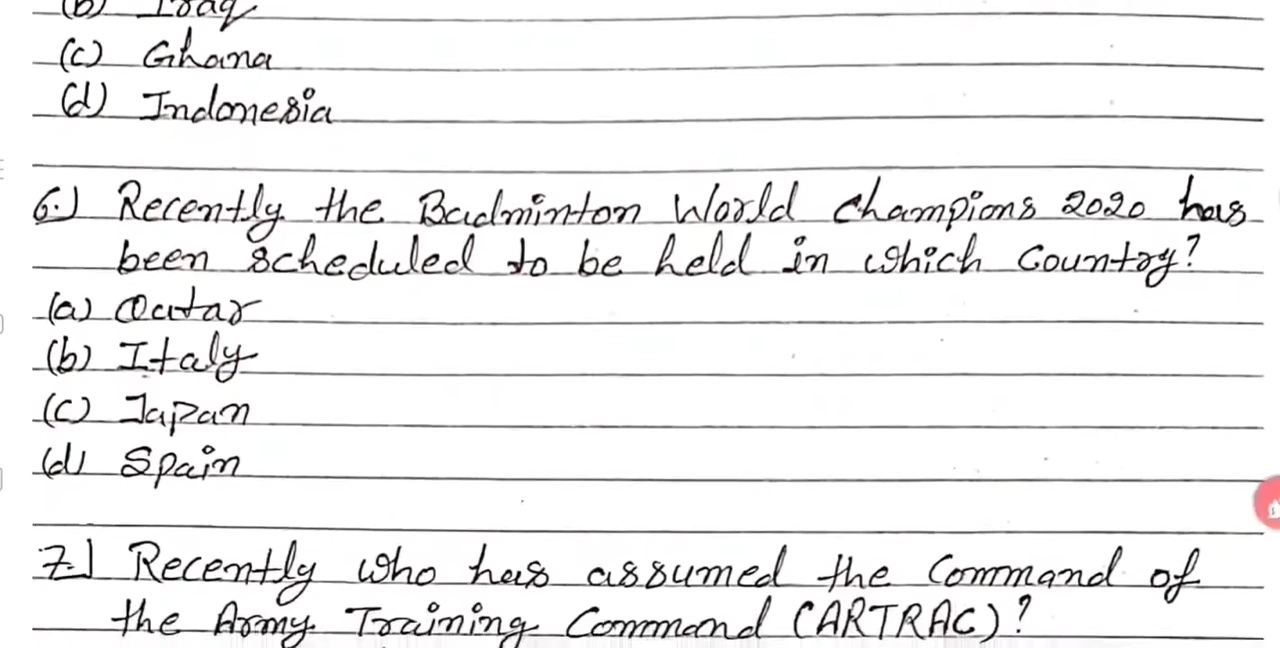 (b) Iraq
(c) Ghana
(d) Indonesia
6.) Recently the Badminton World Champions 2020 has
been scheduled to be held in which Country?
(a) Qatar
(b) Italy
(c) Japan
(d) Spain
7.) Recently who has assumed the Command of
the Army Training Command (ARTRAC)?